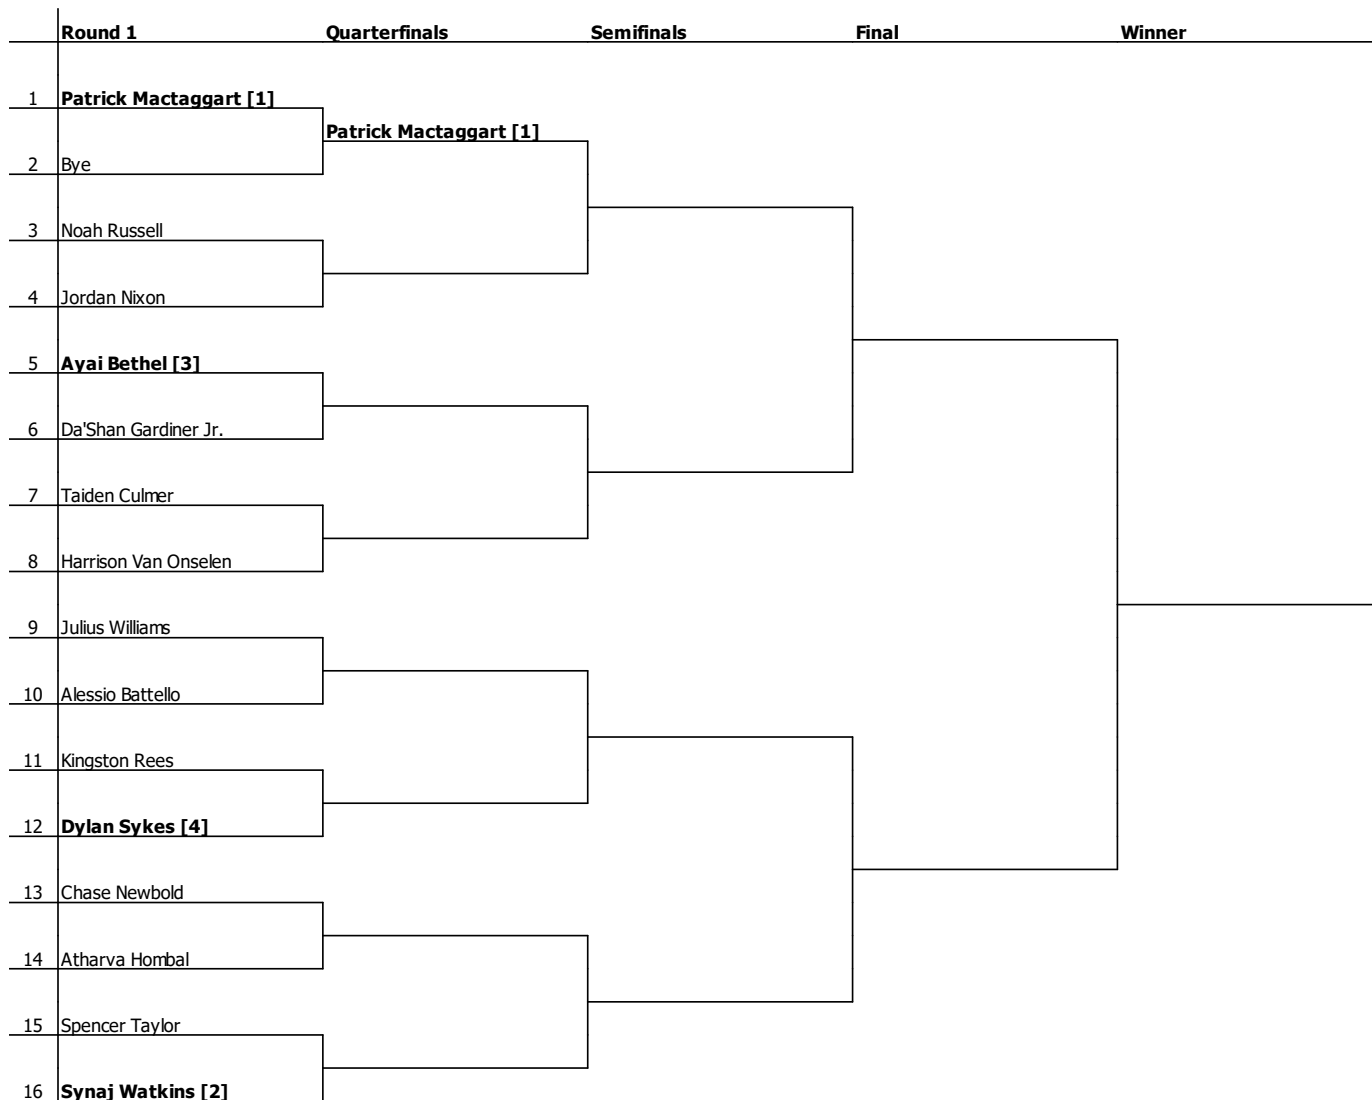 Round 1 Quarterfinals Semifinals Final Winner
1 Patrick Mactaggart [1]
Patrick Mactaggart [1]
2 Bye
3 Noah Russell
4 Jordan Nixon
5 Ayai Bethel [3]
6 Da'Shan Gardiner Jr.
7 Taiden Culmer
8 Harrison Van Onselen
9 Julius Williams
10 Alessio Battello
11 Kingston Rees
12 Dylan Sykes [4]
13 Chase Newbold
14 Atharva Hombal
15 Spencer Taylor
16 Synaj Watkins [2]